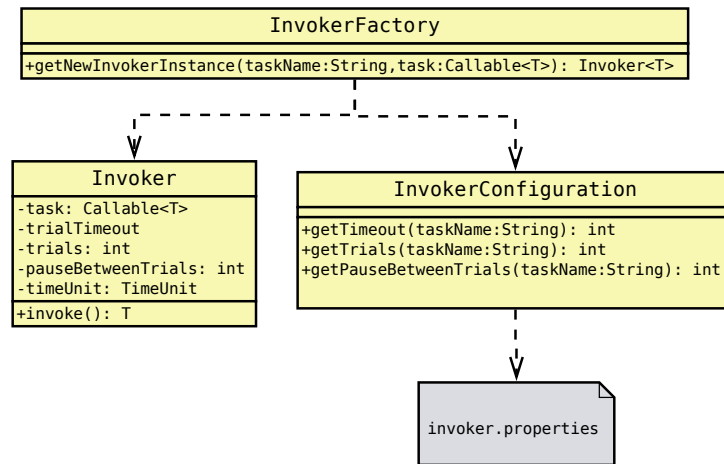 InvokerFactory
+getNewInvokerInstance(taskName:String,task:Callable<T>): Invoker<T>
Invoker
-task: Callable<T>
-trialTimeout
-trials: int
-pauseBetweenTrials: int
-timeUnit: TimeUnit
+invoke(): T
InvokerConfiguration
+getTimeout(taskName:String): int
+getTrials(taskName:String): int
+getPauseBetweenTrials(taskName:String): int
invoker.properties